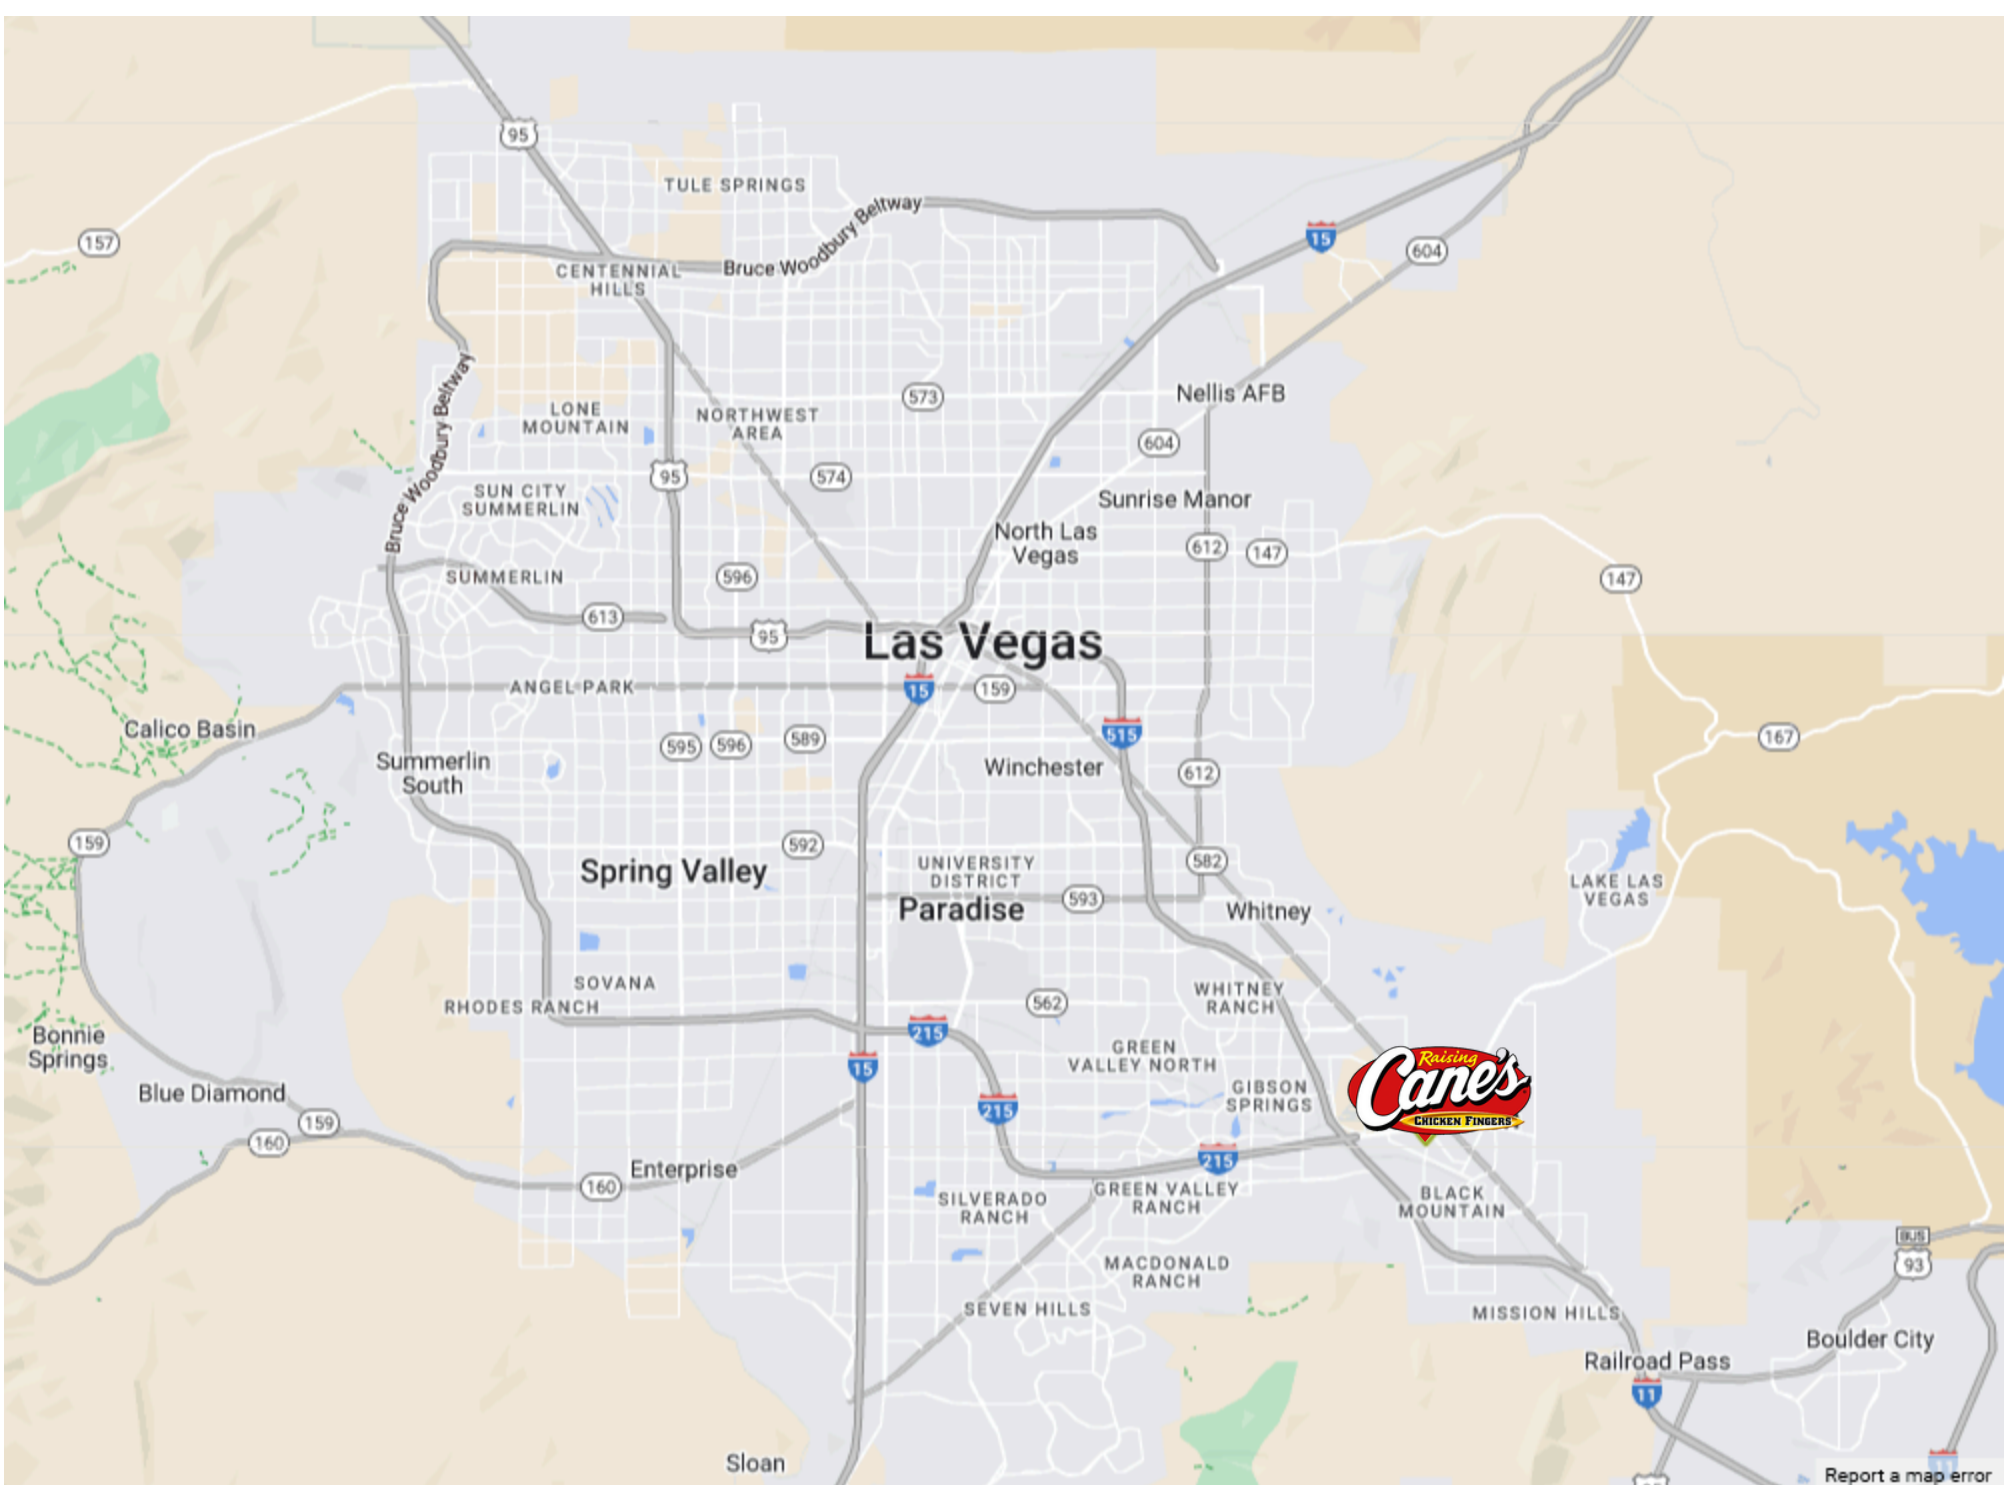 95
TULE SPRINGS
Bruce Woodbury Beltway
157
15
604
CENTENNIAL
HILLS
Bruce Woodbury Beltway
573
Nellis AFB
LONE
MOUNTAIN
NORTHWEST
AREA
604
95
574
SUN CITY
SUMMERLIN
Sunrise Manor
North Las
Vegas
612
147
SUMMERLIN
596
147
613
95
Las Vegas
ANGEL PARK
15
159
Calico Basin
595
596
589
515
167
Summerlin
South
Winchester
612
159
592
582
Spring Valley
UNIVERSITY
DISTRICT
LAKE LAS
VEGAS
593
Paradise
Whitney
SOVANA
RHODES RANCH
562
WHITNEY
RANCH
215
Bonnie
Springs
GREEN
VALLEY NORTH
15
Raising
Cane's
CHICKEN FINGERS
Blue Diamond
215
GIBSON
SPRINGS
159
160
215
Enterprise
160
SILVERADO
RANCH
GREEN VALLEY
RANCH
BLACK
MOUNTAIN
BUS
93
MACDONALD
RANCH
SEVEN HILLS
MISSION HILLS
Boulder City
Railroad Pass
11
Sloan
11
Report a map error